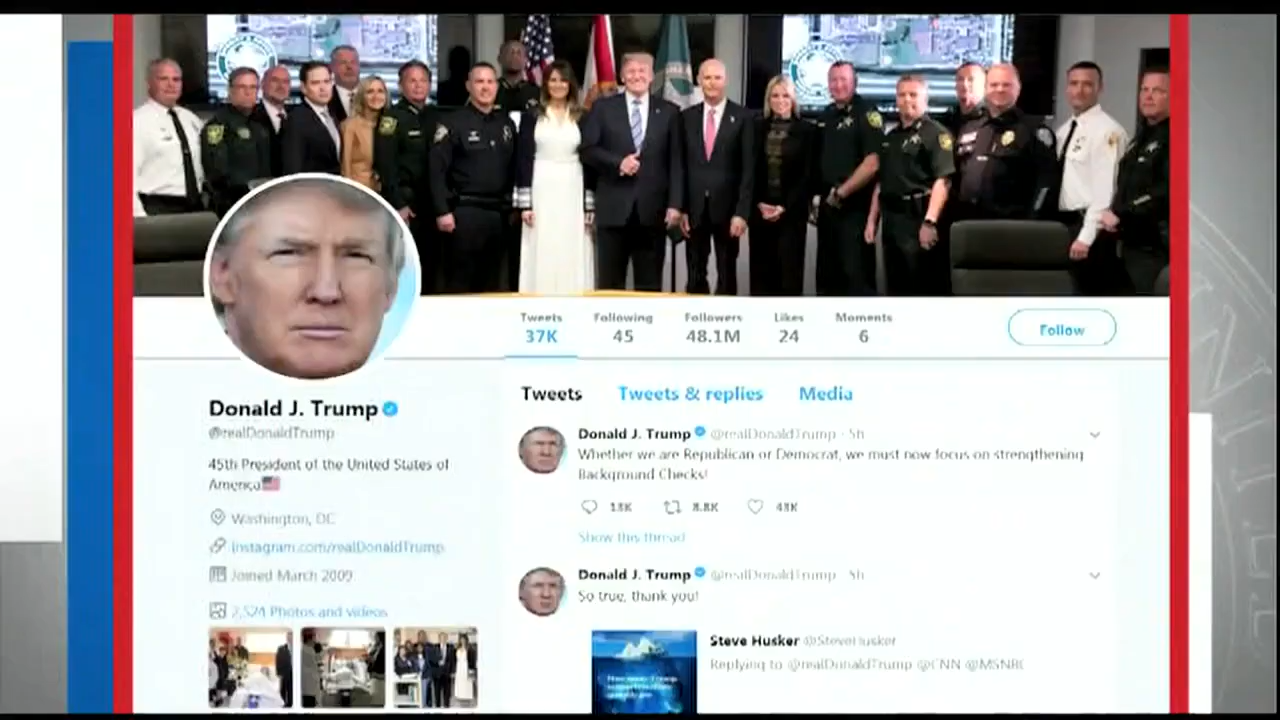 Tweets Following Followers Likes Moments
37K 45 48.1M 24 6
Follow
Donald J. Trump
@realDonaldTrump
45th President of the United States of
America
Washington, DC
Instagram.com/realDonaldTrump
Joined March 2009
2,524 Photos and videos
Tweets Tweets & replies Media
Donald J. Trump @realDonaldTrump · 5h
Whether we are Republican or Democrat, we must now focus on strengthening
Background Checks!
13K 8.8K 43K
Show this thread
Donald J. Trump @realDonaldTrump · 5h
So true, thank you!
Steve Husker @SteveHusker
Replying to @realDonaldTrump @CNN @MSNBC